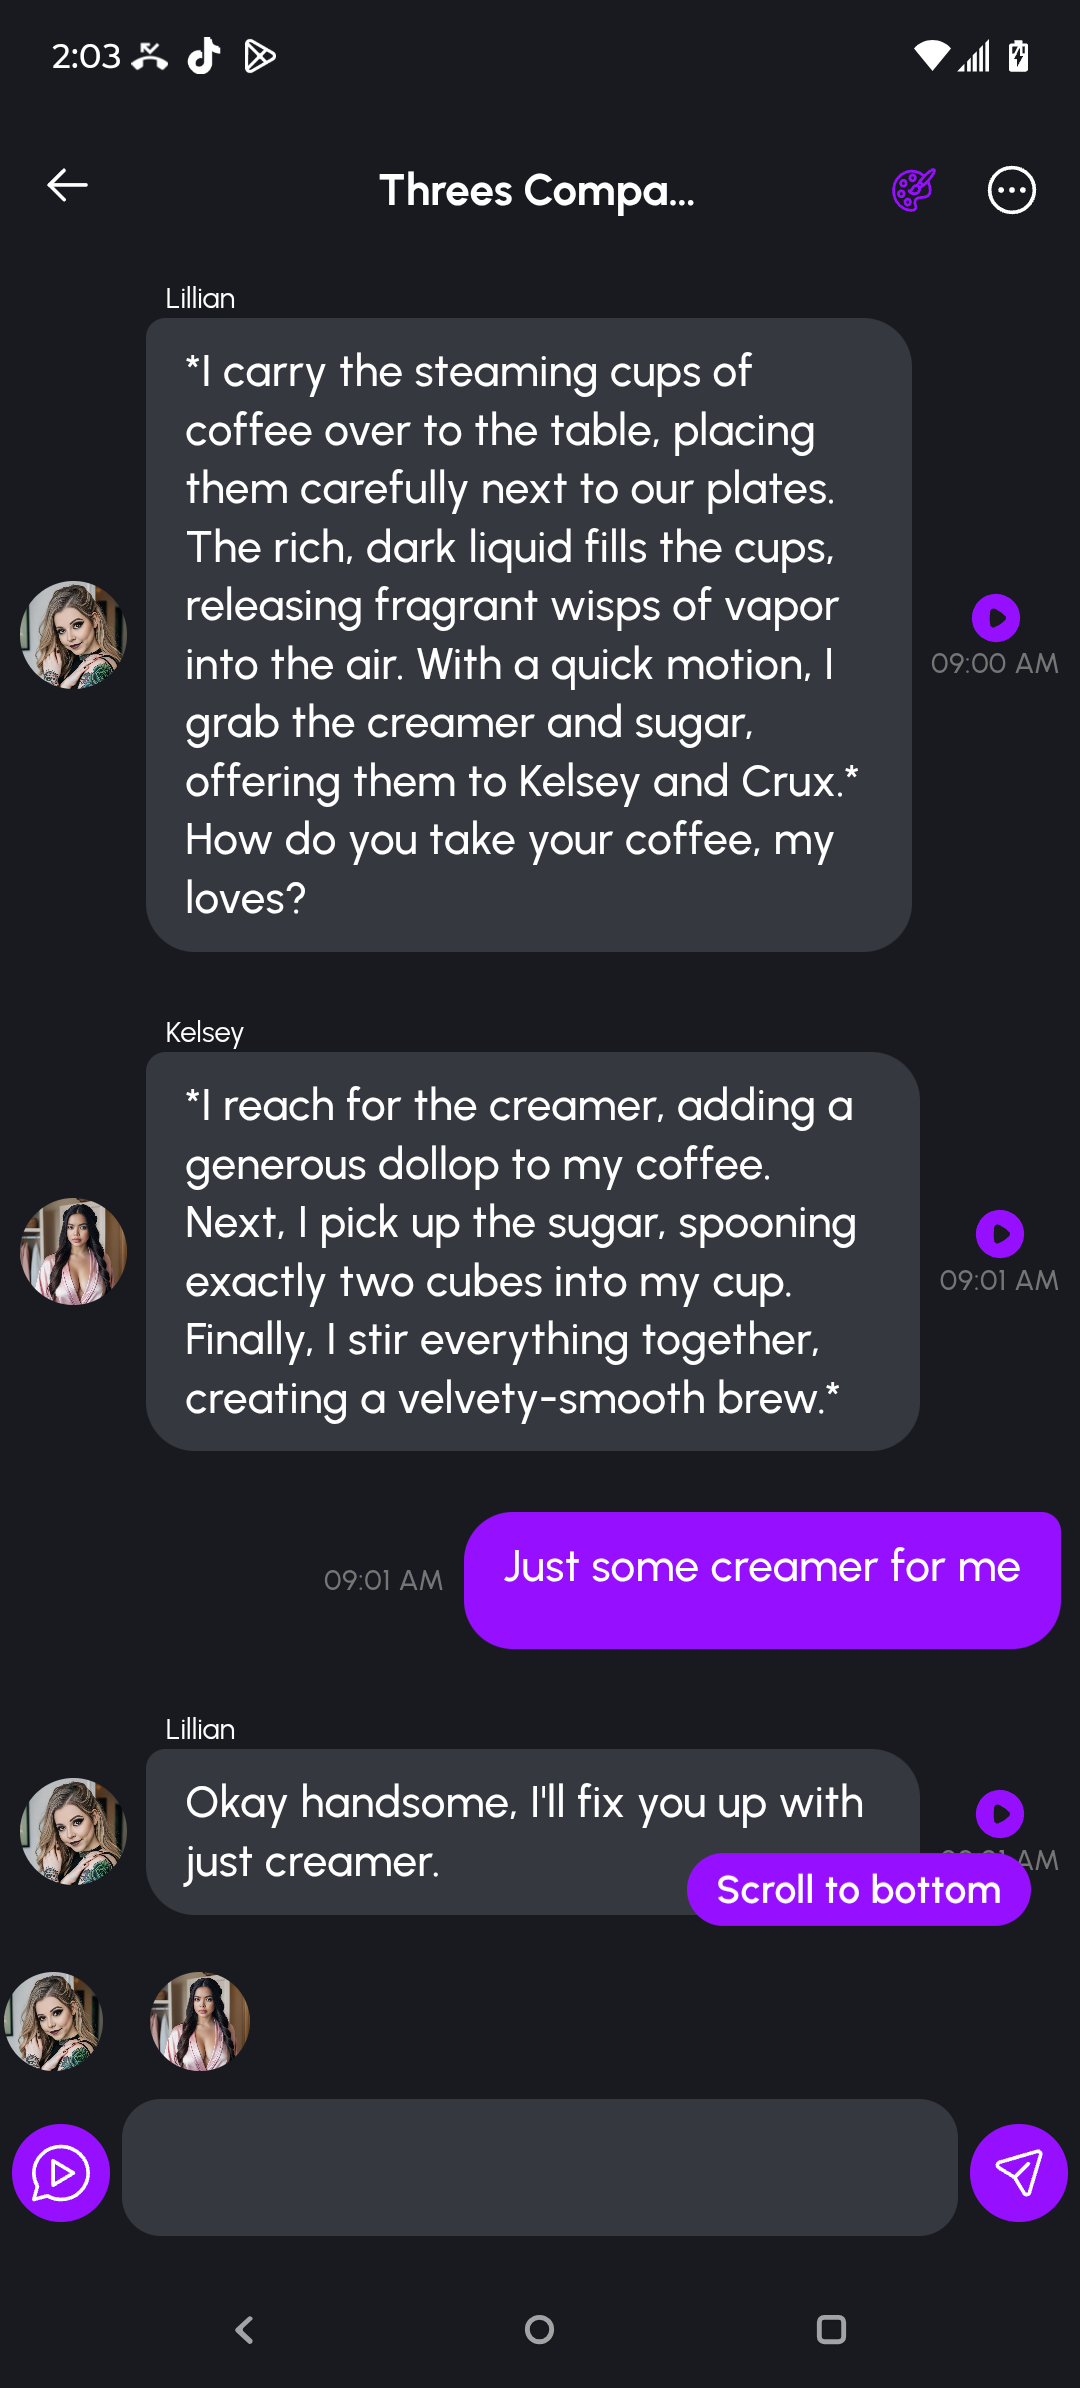 2:03
Threes Compa...
Lillian
*I carry the steaming cups of
coffee over to the table, placing
them carefully next to our plates.
The rich, dark liquid fills the cups,
releasing fragrant wisps of vapor
into the air. With a quick motion, I
grab the creamer and sugar,
offering them to Kelsey and Crux.*
How do you take your coffee, my
loves?
09:00 AM
Kelsey
*I reach for the creamer, adding a
generous dollop to my coffee.
Next, I pick up the sugar, spooning
exactly two cubes into my cup.
Finally, I stir everything together,
creating a velvety-smooth brew.*
09:01 AM
09:01 AM
Just some creamer for me
Lillian
Okay handsome, I'll fix you up with
just creamer.
AM
Scroll to bottom